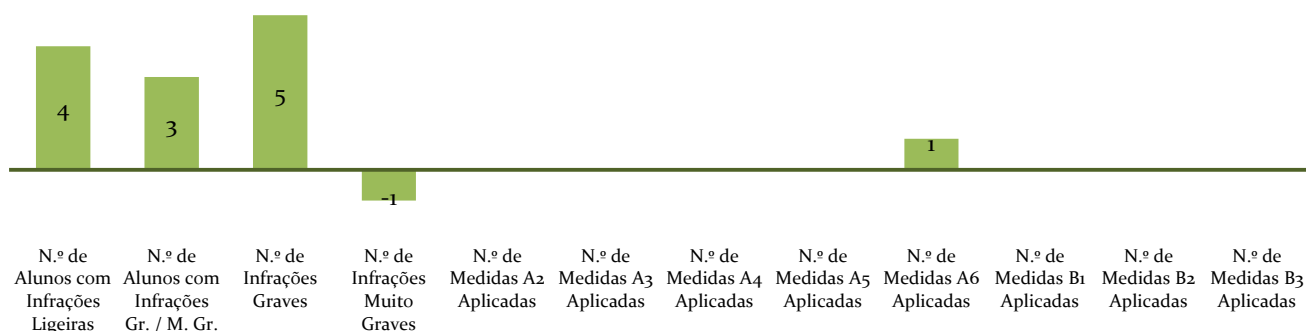 4
3
5
-1
1
N.º de
Alunos com
Infrações
Ligeiras
N.º de
Alunos com
Infrações
Gr. / M. Gr.
N.º de
Infrações
Graves
N.º de
Infrações
Muito
Graves
N.º de
Medidas A2
Aplicadas
N.º de
Medidas A3
Aplicadas
N.º de
Medidas A4
Aplicadas
N.º de
Medidas A5
Aplicadas
N.º de
Medidas A6
Aplicadas
N.º de
Medidas B1
Aplicadas
N.º de
Medidas B2
Aplicadas
N.º de
Medidas B3
Aplicadas